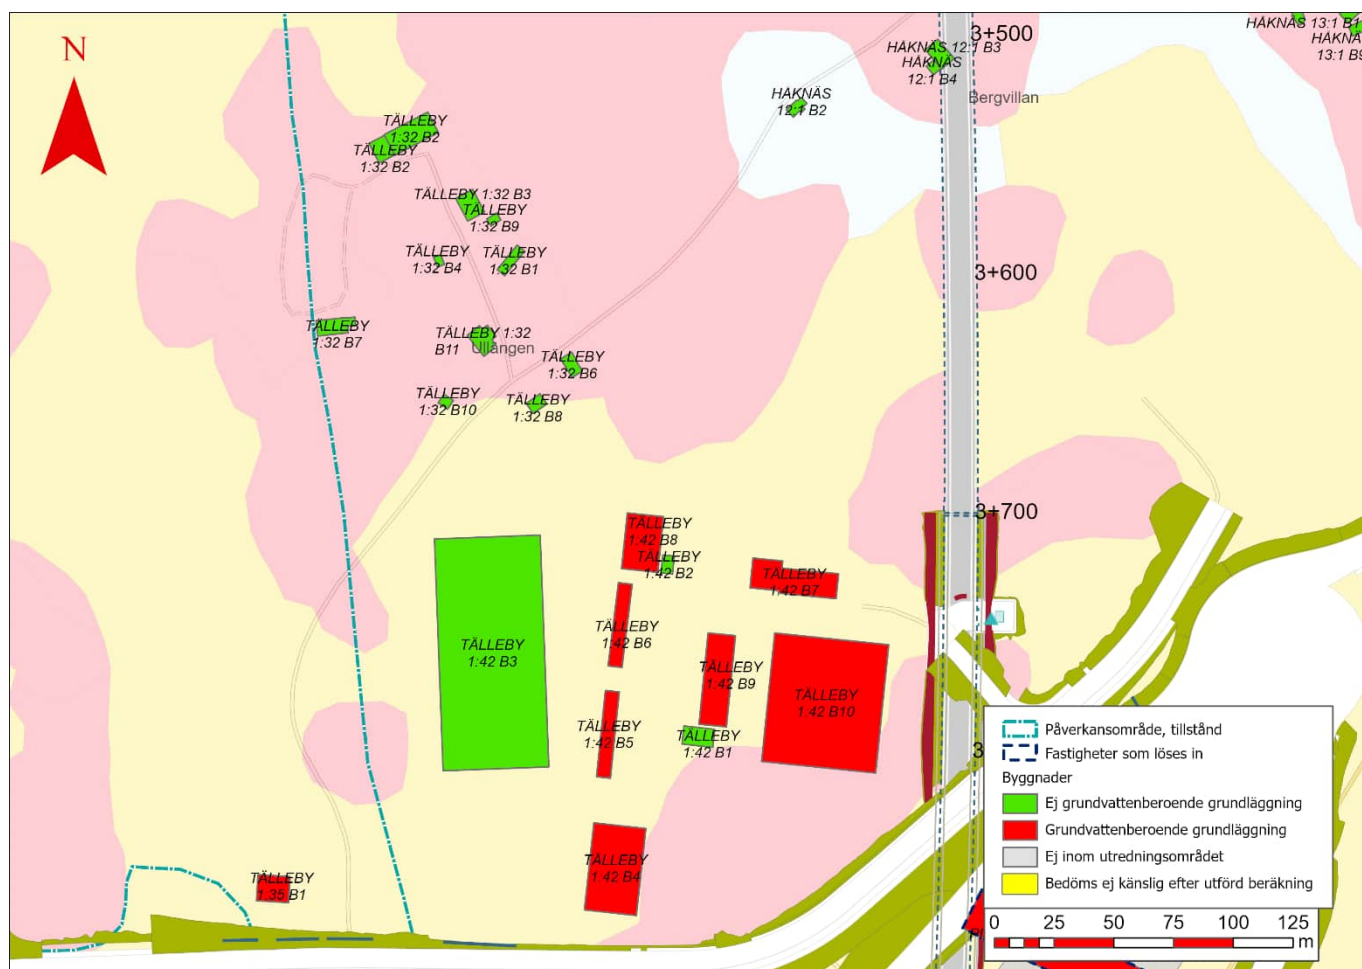 N
3+500
HÅKNÄS 13:1 B1
HÅKNÄS 12:1 B3
HÅKNÄS
12:1 B4
13:1 B9
HÅKNÄS
12:1 B2
Bergvillan
TÄLLEBY
1:32 B2
TÄLLEBY
1:32 B2
TÄLLEBY 1:32 B3
TÄLLEBY
1:32 B9
TÄLLEBY
1:32 B4
TÄLLEBY
1:32 B1
3+600
TÄLLEBY
1:32 B7
TÄLLEBY 1:32
B11
Ullängen
TÄLLEBY
1:32 B6
TÄLLEBY
1:32 B10
TÄLLEBY
1:32 B8
3+700
TÄLLEBY
1:42 B8
TÄLLEBY
1:42 B2
TÄLLEBY
1:42 B7
TÄLLEBY
1:42 B3
TÄLLEBY
1:42 B6
TÄLLEBY
1:42 B9
TÄLLEBY
1:42 B10
TÄLLEBY
1:42 B5
TÄLLEBY
1:42 B1
TÄLLEBY
1:42 B4
TÄLLEBY
1:35 B1
Påverkansområde, tillstånd
Fastigheter som löses in
Byggnader
Ej grundvattenberoende grundläggning
Grundvattenberoende grundläggning
Ej inom utredningsområdet
Bedöms ej känslig efter utförd beräkning
0 25 50 75 100 125
m